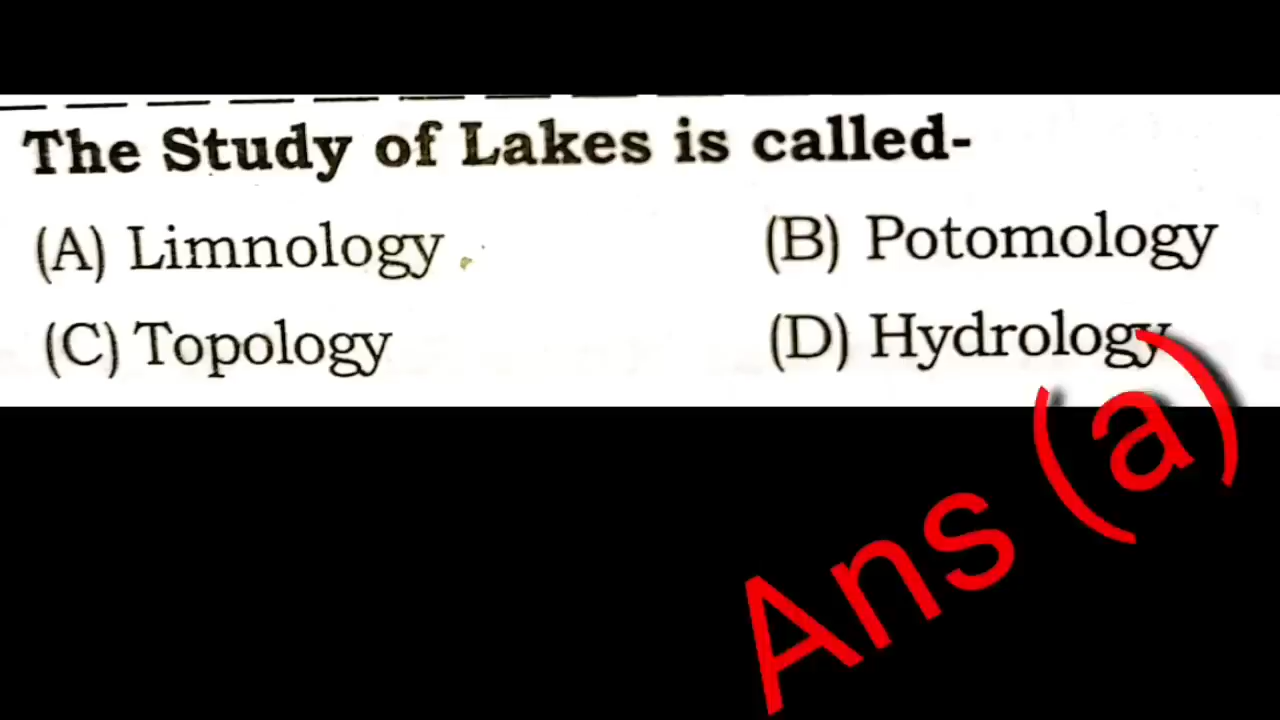 The Study of Lakes is called-
(A) Limnology
(B) Potomology
(C) Topology
(D) Hydrology
Ans (a)